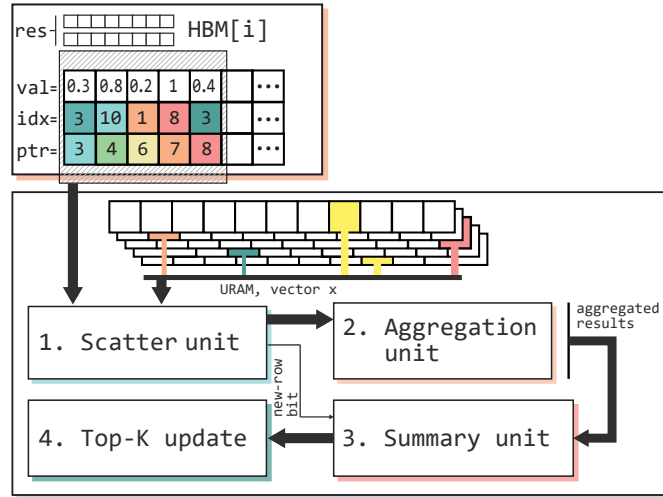 res HBM[i]
val= 0.3 0.8 0.2 1 0.4 •••
idx= 3 10 1 8 3 •••
ptr= 3 4 6 7 8 •••
URAM, vector x
1. Scatter unit
2. Aggregation
unit
aggregated
results
new-row
bit
4. Top-K update
3. Summary unit